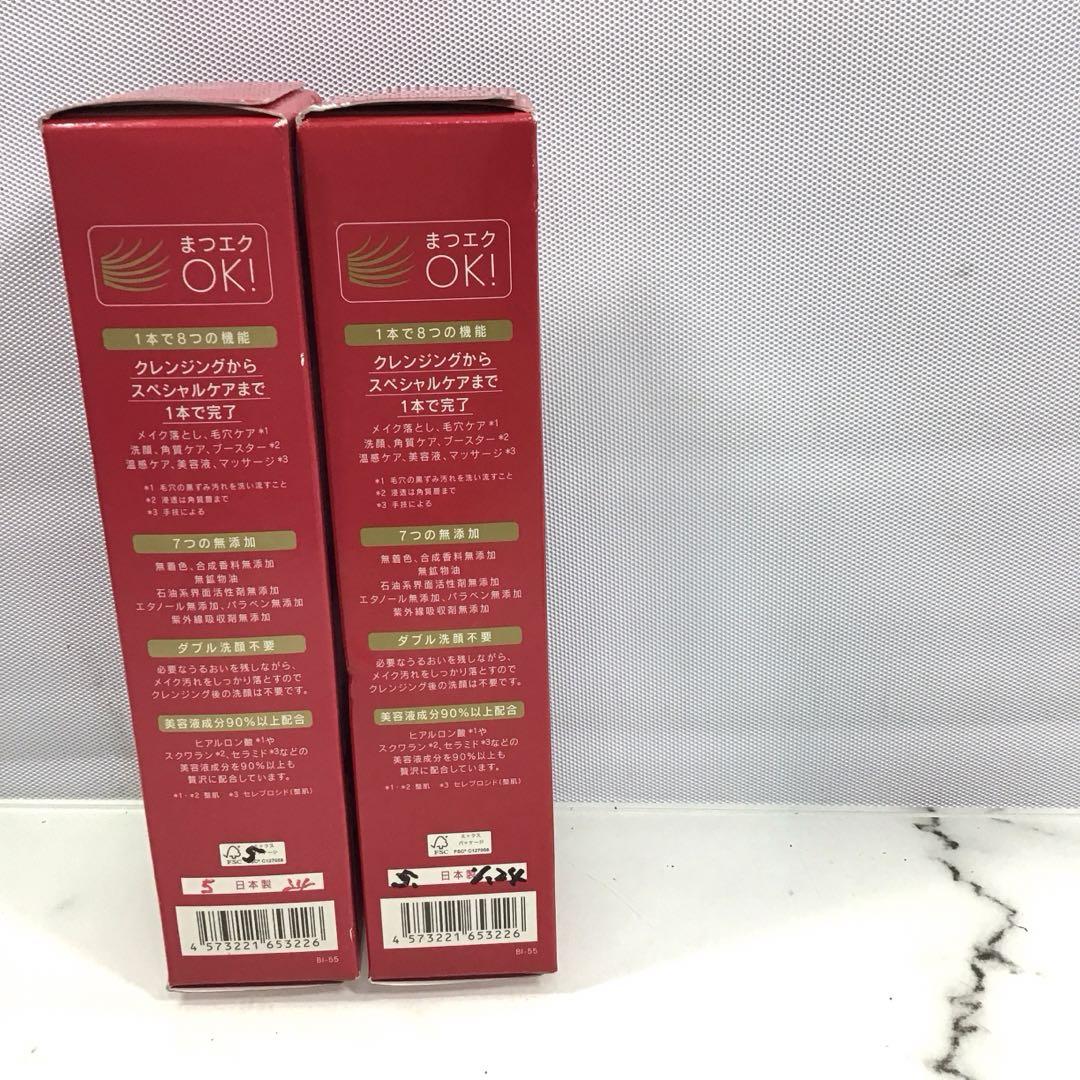 まつエク
OK!
1本で8つの機能
クレンジングから
スペシャルケアまで
1本で完了
メイク落とし、毛穴ケア*1
洗顔、角質ケア、ブースター*2
温感ケア、美容液、マッサージ*3
*1 毛穴の黒ずみ汚れを洗い流すこと
*2 浸透は角質層まで
*3 手技による
7つの無添加
無着色、合成香料無添加
無鉱物油
石油系界面活性剤無添加
エタノール無添加、パラベン無添加
紫外線吸収剤無添加
ダブル洗顔不要
必要なうるおいを残しながら、
メイク汚れをしっかり落とすので
クレンジング後の洗顔は不要です。
美容液成分90%以上配合
ヒアルロン酸*1や
スクワラン*2、セラミド*3などの
美容液成分を90%以上も
贅沢に配合しています。
*1・*2 整肌 *3 セレブロシド(整肌)
FSC
5
C127058
5 日本製
4 573221 653226
BI-55
まつエク
OK!
1本で8つの機能
クレンジングから
スペシャルケアまで
1本で完了
メイク落とし、毛穴ケア*1
洗顔、角質ケア、ブースター*2
温感ケア、美容液、マッサージ*3
*1 毛穴の黒ずみ汚れを洗い流すこと
*2 浸透は角質層まで
*3 手技による
7つの無添加
無着色、合成香料無添加
無鉱物油
石油系界面活性剤無添加
エタノール無添加、パラベン無添加
紫外線吸収剤無添加
ダブル洗顔不要
必要なうるおいを残しながら、
メイク汚れをしっかり落とすので
クレンジング後の洗顔は不要です。
美容液成分90%以上配合
ヒアルロン酸*1や
スクワラン*2、セラミド*3などの
美容液成分を90%以上も
贅沢に配合しています。
*1・*2 整肌 *3 セレブロシド(整肌)
ミックス
パッケージ
FSC FSC® C127058
5. 日本製
4 573221 653226
BI-55